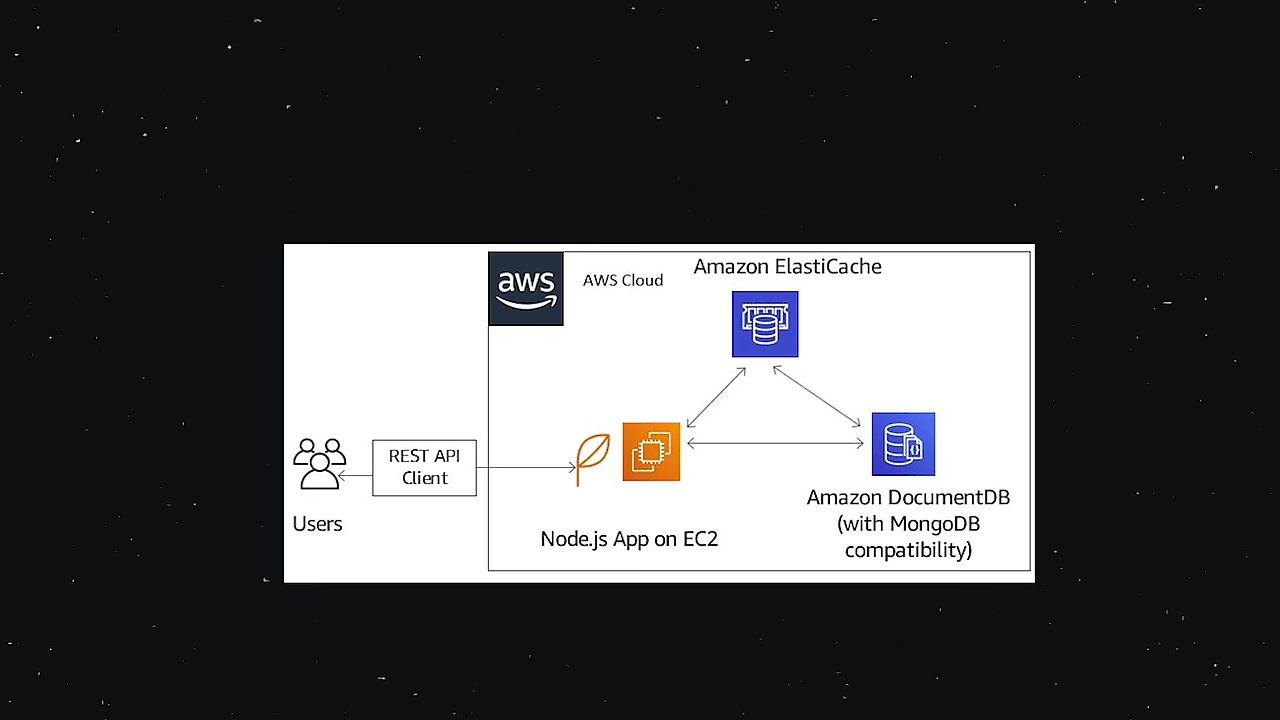 aws
AWS Cloud
Amazon ElastiCache
REST API
Client
Users
Node.js App on EC2
Amazon DocumentDB
(with MongoDB
compatibility)